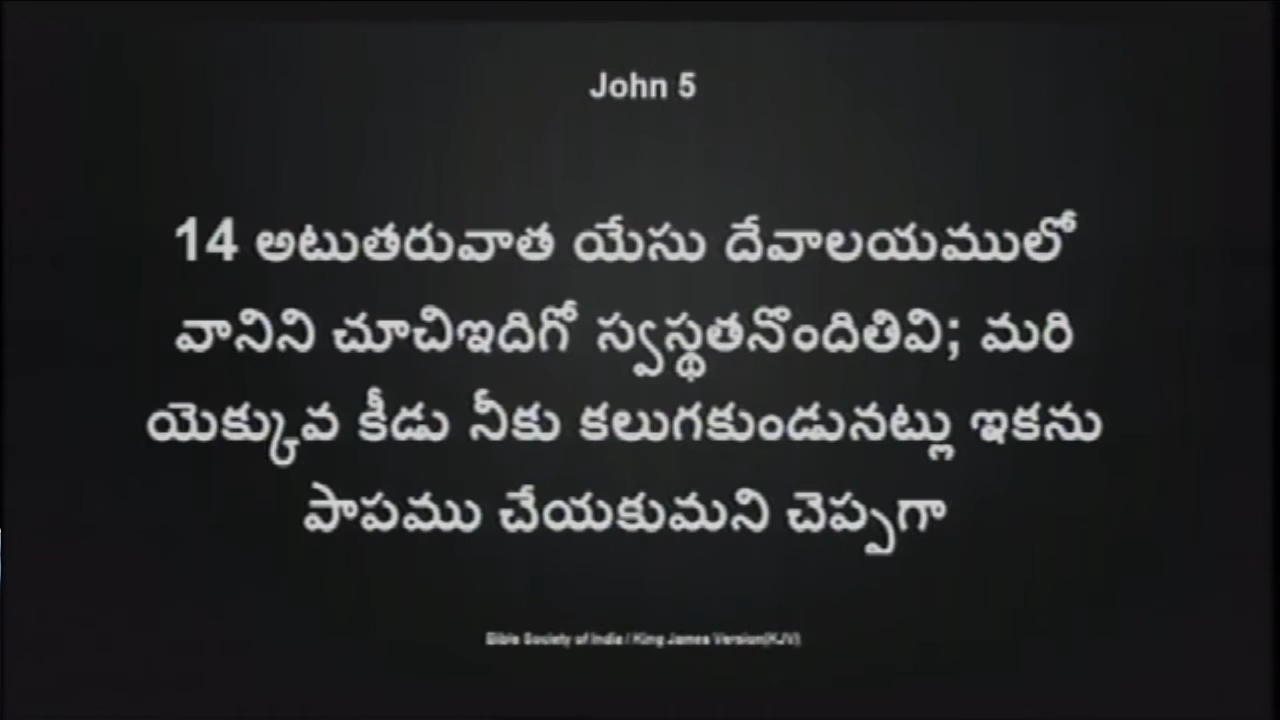 John 5
14 అటుతరువాత యేసు దేవాలయములో
వానిని చూచిఇదిగో స్వస్థతనొందితివి; మరి
యెక్కువ కీడు నీకు కలుగకుండునట్లు ఇకను
పాపము చేయకుమని చెప్పగా
Bible Society of India / King James Version(KJV)